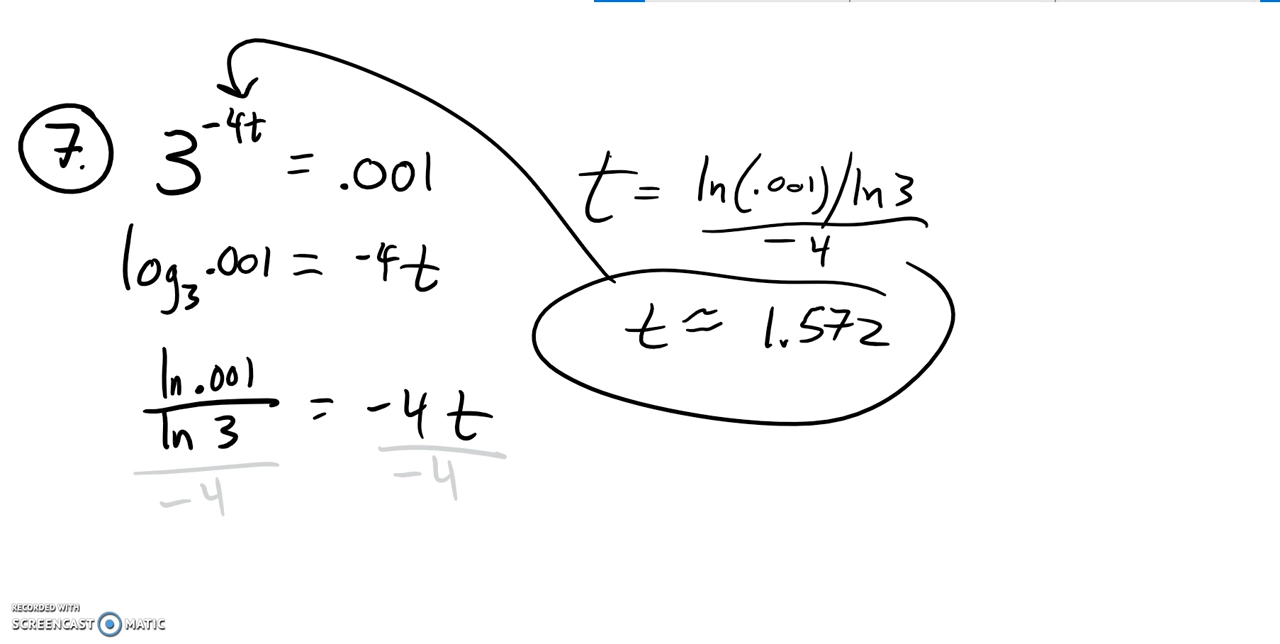 7. 3^{-4t} = .001
log_3 .001 = -4t
ln .001 / ln 3 = -4t
-4 -4
t = ln(.001)/ln 3
-4
t ≈ 1.572
RECORDED WITH
SCREENCAST MATIC